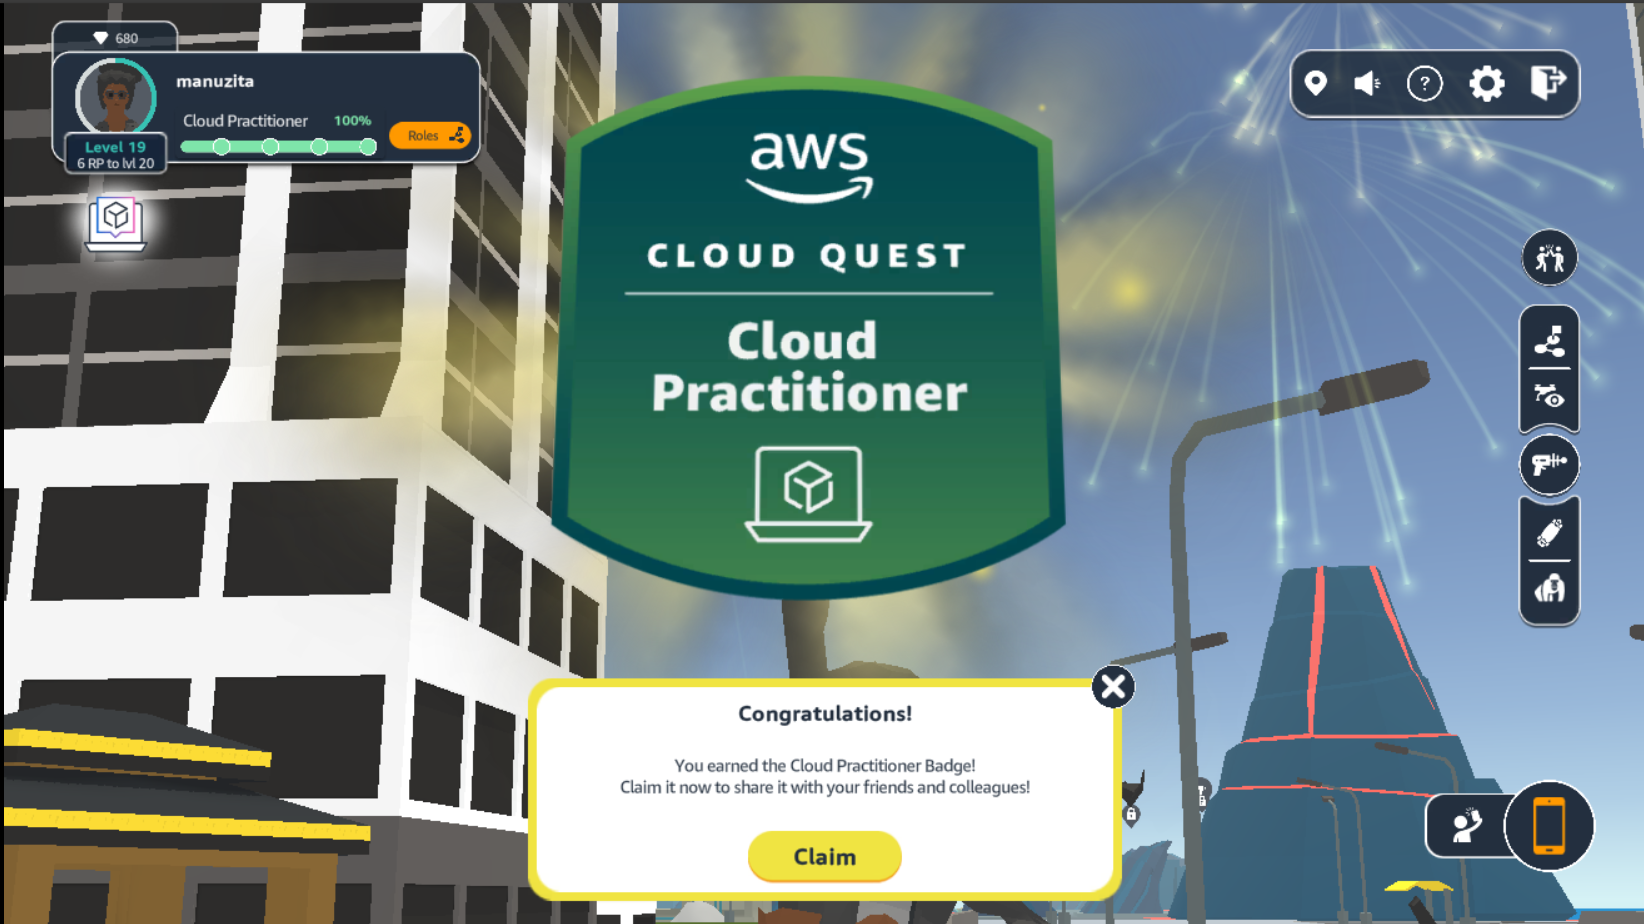 680
manuzita
Cloud Practitioner 100%
Roles
Level 19
6 RP to lvl 20
aws
CLOUD QUEST
Cloud
Practitioner
?
Congratulations!
You earned the Cloud Practitioner Badge!
Claim it now to share it with your friends and colleagues!
Claim